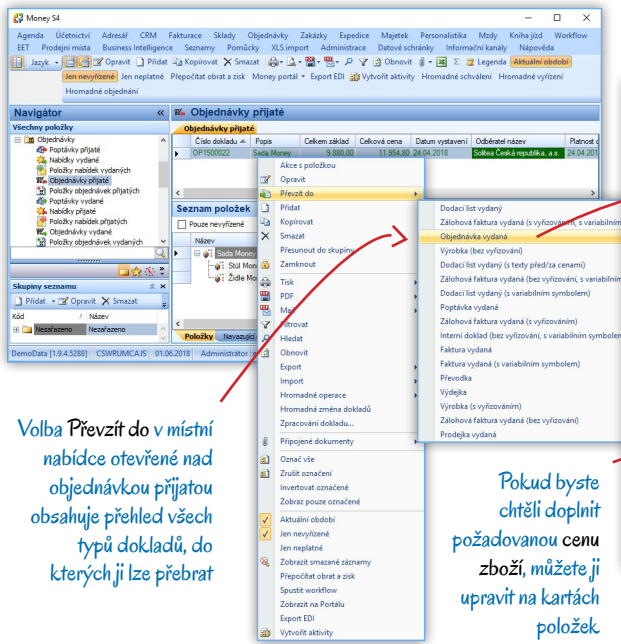 Money S4
Agenda Účetnictví Adresář CRM Fakturace Sklady Objednávky Zakázky Expedice Majetek Personalistika Mzdy Kniha jízd Workflow
EET Prodejní místa Business Intelligence Seznamy Pomůcky XLS import Administrace Datové schránky Informační kanály Nápověda
Jazyk Opravit Přidat Kopírovat Smazat Obnovit Σ Legenda Aktuální období
Jen nevyřízené Jen neplatné Přepočítat obrat a zisk Money portál Export EDI Vytvořit aktivity Hromadné schválení Hromadné vyřízení
Hromadné objednání
Navigátor
Všechny položky
Objednávky
Poptávky přijaté
Nabídky vydané
Položky nabídek vydaných
Objednávky přijaté
Položky objednávek přijatých
Poptávky vydané
Nabídky přijaté
Položky nabídek přijatých
Objednávky vydané
Položky objednávek vydaných
Skupiny seznamu
Přidat Opravit Smazat
Kód / Název
Nezařazeno Nezařazeno
DemoData [1.9.4.5288] CSWRUMCAJS 01.06.2018 Administrátor
Objednávky přijaté
Objednávky přijaté
Číslo dokladu Popis Celkem základ Celková cena Datum vystavení Odběratel název Platnost
OP1500022 Sada Money 9 880,00 11 954,80 24.04.2018 Solitea Česká republika, a.s. 24.04.201
Seznam položek
Pouze nevyřízené
Název
Sada Money
Stůl Mon
Židle Mo
Položky Navazují
Akce s položkou
Opravit
Převzít do
Přidat
Kopírovat
Smazat
Přesunout do skupiny
Zamknout
Tisk
PDF
Mail
Filtrovat
Hledat
Obnovit
Export
Import
Hromadné operace
Hromadná změna dokladů
Zpracování dokladu...
Připojené dokumenty
Označ vše
Zrušit označení
Invertovat označené
Zobraz pouze označené
Aktuální období
Jen nevyřízené
Jen neplatné
Zobrazit smazané záznamy
Přepočítat obrat a zisk
Spustit workflow
Zobrazit na Portálu
Export EDI
Vytvořit aktivity
Dodací list vydaný
Zálohová faktura vydaná (s vyřizováním, s variabilním
Objednávka vydaná
Výrobka (bez vyřizování)
Dodací list vydaný (s texty před/za cenami)
Zálohová faktura vydaná (bez vyřizování, s variabilním
Dodací list vydaný (s variabilním symbolem)
Poptávka vydaná
Zálohová faktura vydaná (s vyřizováním)
Interní doklad (bez vyřizování, s variabilním symbolem)
Faktura vydaná
Faktura vydaná (s variabilním symbolem)
Převodka
Výdejka
Výrobka (s vyřizováním)
Zálohová faktura vydaná (bez vyřizování)
Prodejka vydaná
Volba Převzít do v místní
nabídce otevřené nad
objednávkou přijatou
obsahuje přehled všech
typů dokladů, do
kterých ji lze přebrat
Pokud byste
chtěli doplnit
požadovanou cenu
zboží, můžete ji
upravit na kartách
položek